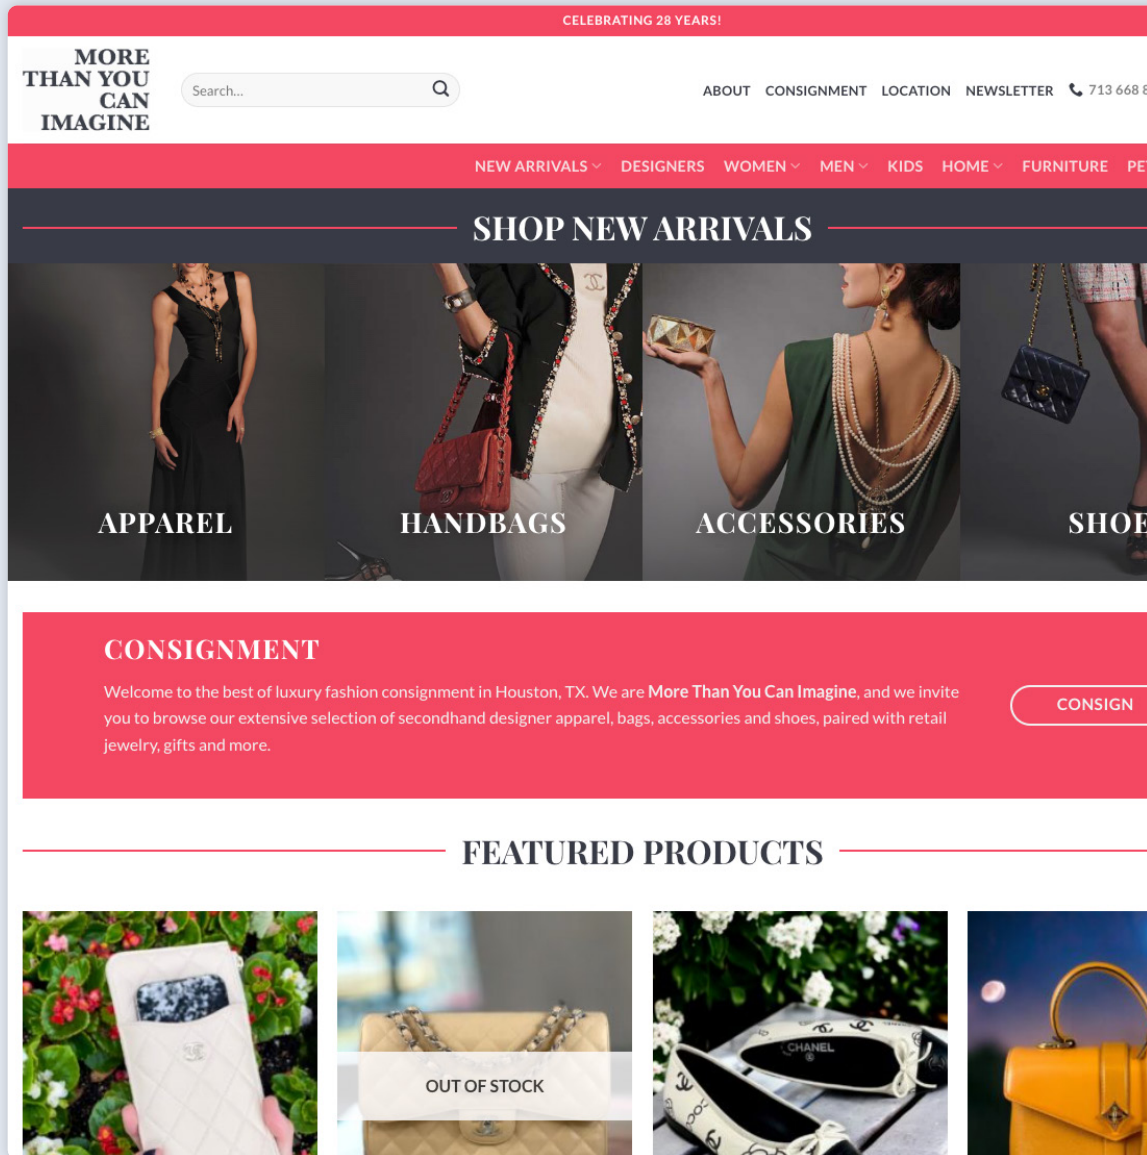 CELEBRATING 28 YEARS!
MORE
THAN YOU
CAN
IMAGINE
Search...
ABOUT CONSIGNMENT LOCATION NEWSLETTER 713 668
NEW ARRIVALS DESIGNERS WOMEN MEN KIDS HOME FURNITURE PE
SHOP NEW ARRIVALS
APPAREL HANDBAGS ACCESSORIES SHOE
CONSIGNMENT
Welcome to the best of luxury fashion consignment in Houston, TX. We are More Than You Can Imagine, and we invite
you to browse our extensive selection of secondhand designer apparel, bags, accessories and shoes, paired with retail
jewelry, gifts and more.
CONSIGN
FEATURED PRODUCTS
OUT OF STOCK
CHANEL